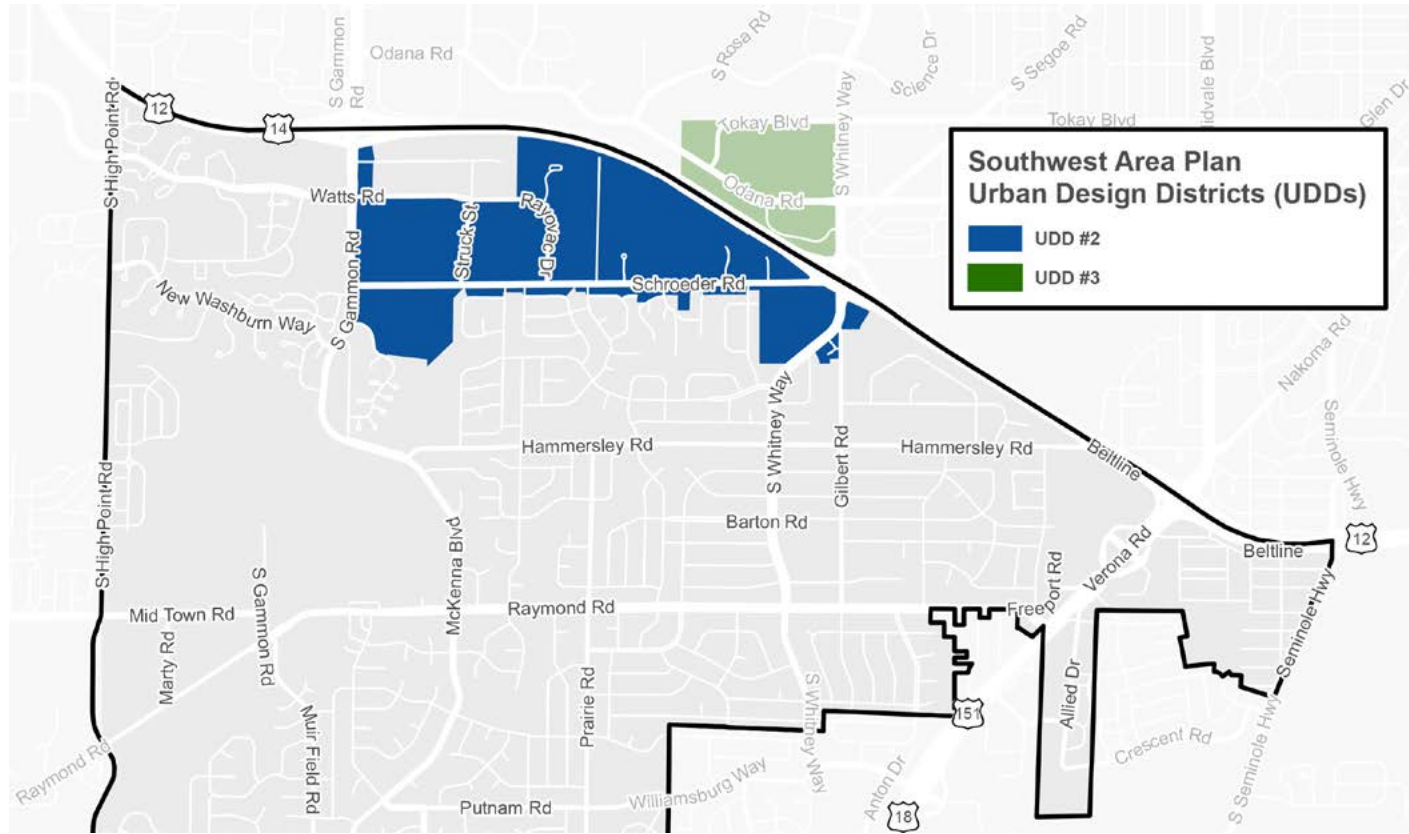 Odana Rd
S Gammon
Rd
S Rosa Rd
Science Dr
S Segoe Rd
S Whitney Way
idvale Blvd
Glen Dr
S High Point Rd
12
14
Tokay Blvd
Tokay Blvd
Southwest Area Plan
Urban Design Districts (UDDs)
UDD #2
UDD #3
Watts Rd
Rayovac Dr
Odana Rd
Struck St
S Gammon Rd
Schroeder Rd
New Washburn Way
Nakoma Rd
Seminole Hwy
Hammersley Rd
S Whitney Way
Gilbert Rd
Hammersley Rd
Beltline
S High Point Rd
McKenna Blvd
Barton Rd
Verona Rd
Beltline
12
Mid Town Rd
S Gammon Rd
Raymond Rd
Freeport Rd
Seminole Hwy
Marty Rd
Muir Field Rd
Prairie Rd
S Whitney Way
151
Allied Dr
Crescent Rd
S Seminole Hwy
Raymond Rd
Putnam Rd
Williamsburg Way
Anton Dr
18